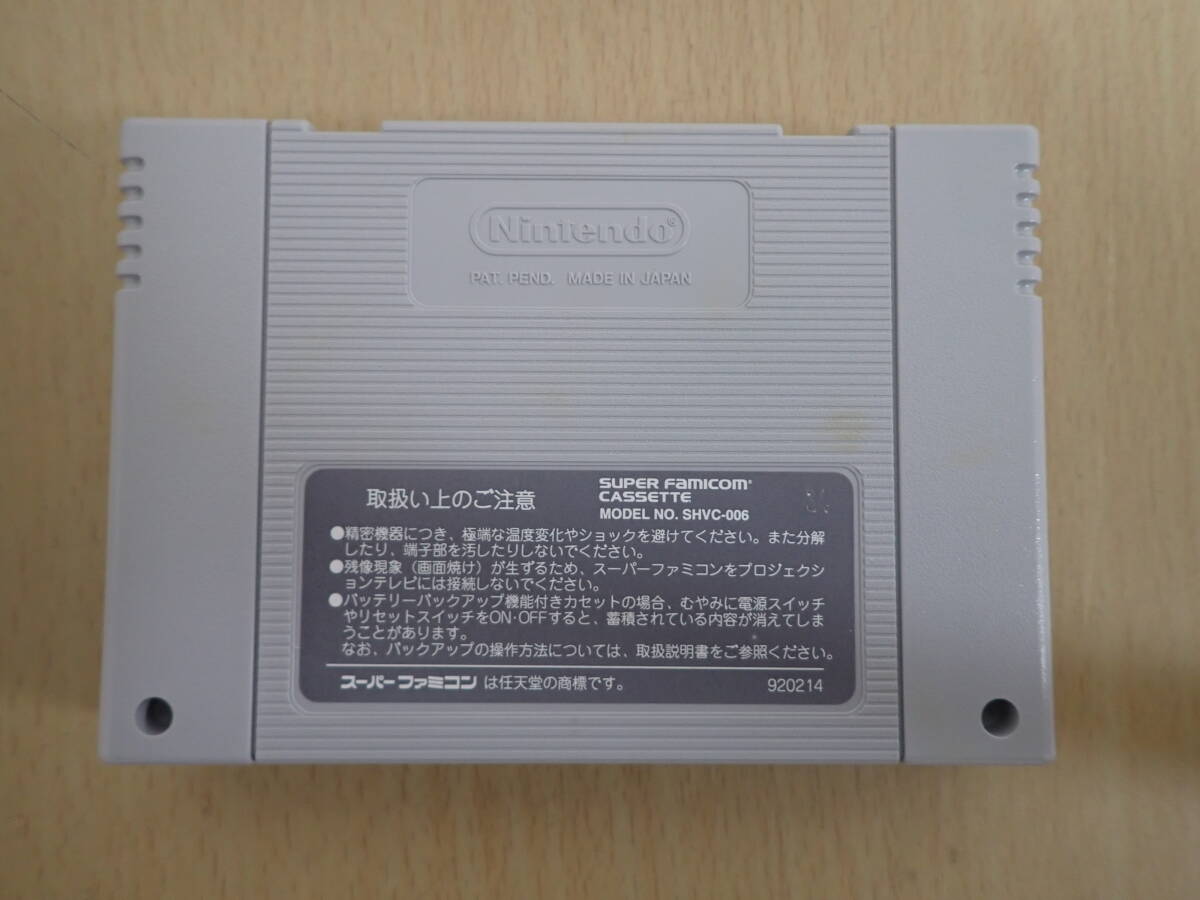 Nintendo®
PAT. PEND. MADE IN JAPAN
取扱い上のご注意
SUPER FAMICOM®
CASSETTE
MODEL NO. SHVC-006
●精密機器につき、極端な温度変化やショックを避けてください。また分解
したり、端子部を汚したりしないでください。
●残像現象（画面焼け）が生ずるため、スーパーファミコンをプロジェクシ
ョンテレビには接続しないでください。
●バッテリーバックアップ機能付きカセットの場合、むやみに電源スイッチ
やリセットスイッチをON・OFFすると、蓄積されている内容が消えてしま
うことがあります。
なお、バックアップの操作方法については、取扱説明書をご参照ください。
スーパーファミコン は任天堂の商標です。
920214